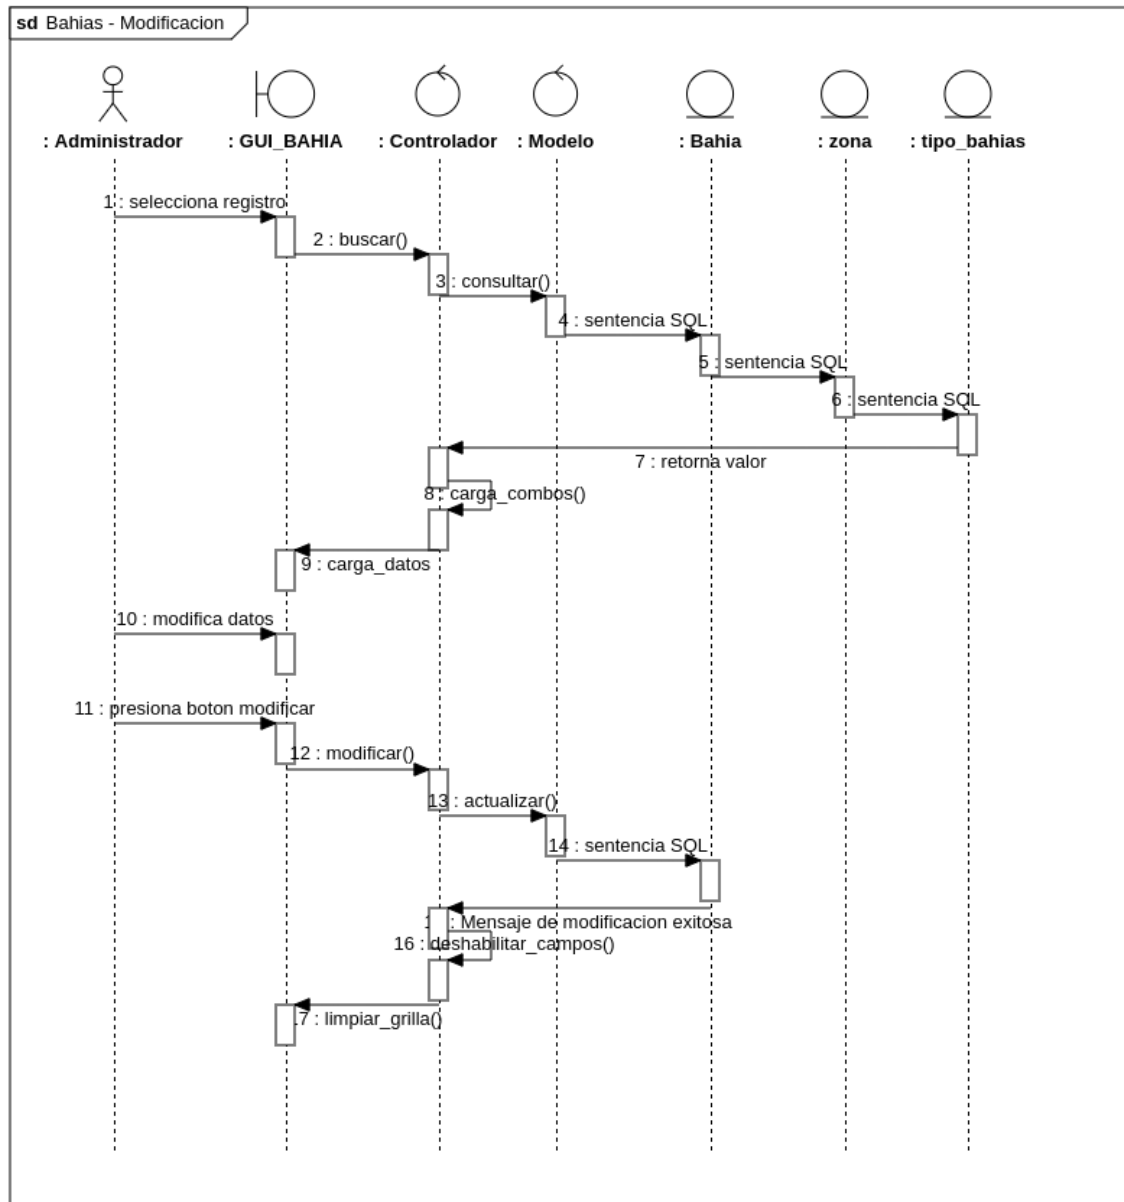 sd Bahias - Modificacion
: Administrador : GUI_BAHIA : Controlador : Modelo : Bahia : zona : tipo_bahias
1 : selecciona registro
2 : buscar()
3 : consultar()
4 : sentencia SQL
5 : sentencia SQL
6 : sentencia SQL
7 : retorna valor
8 : carga_combos()
9 : carga_datos
10 : modifica datos
11 : presiona boton modificar
12 : modificar()
13 : actualizar()
14 : sentencia SQL
: Mensaje de modificacion exitosa
16 : deshabilitar_campos()
7 : limpiar_grilla()